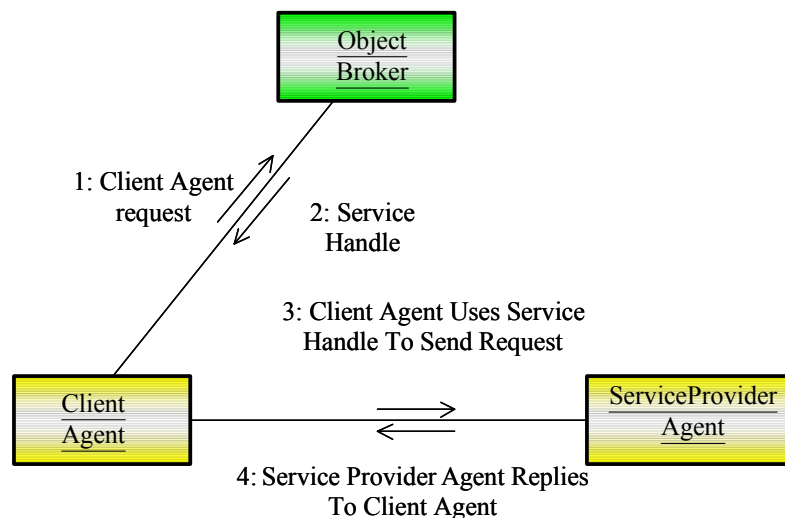 Object
Broker
1: Client Agent
request
2: Service
Handle
3: Client Agent Uses Service
Handle To Send Request
Client
Agent
ServiceProvider
Agent
4: Service Provider Agent Replies
To Client Agent